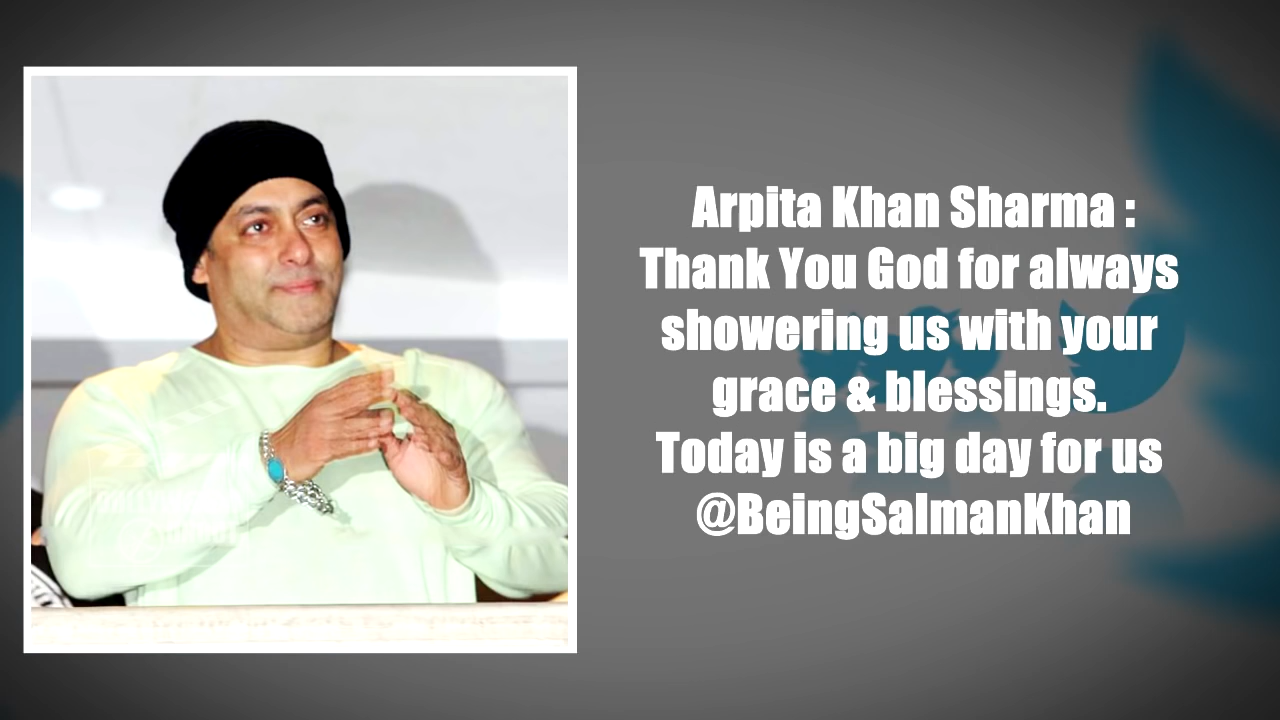 Arpita Khan Sharma :
Thank You God for always
showering us with your
grace & blessings.
Today is a big day for us
@BeingSalmanKhan